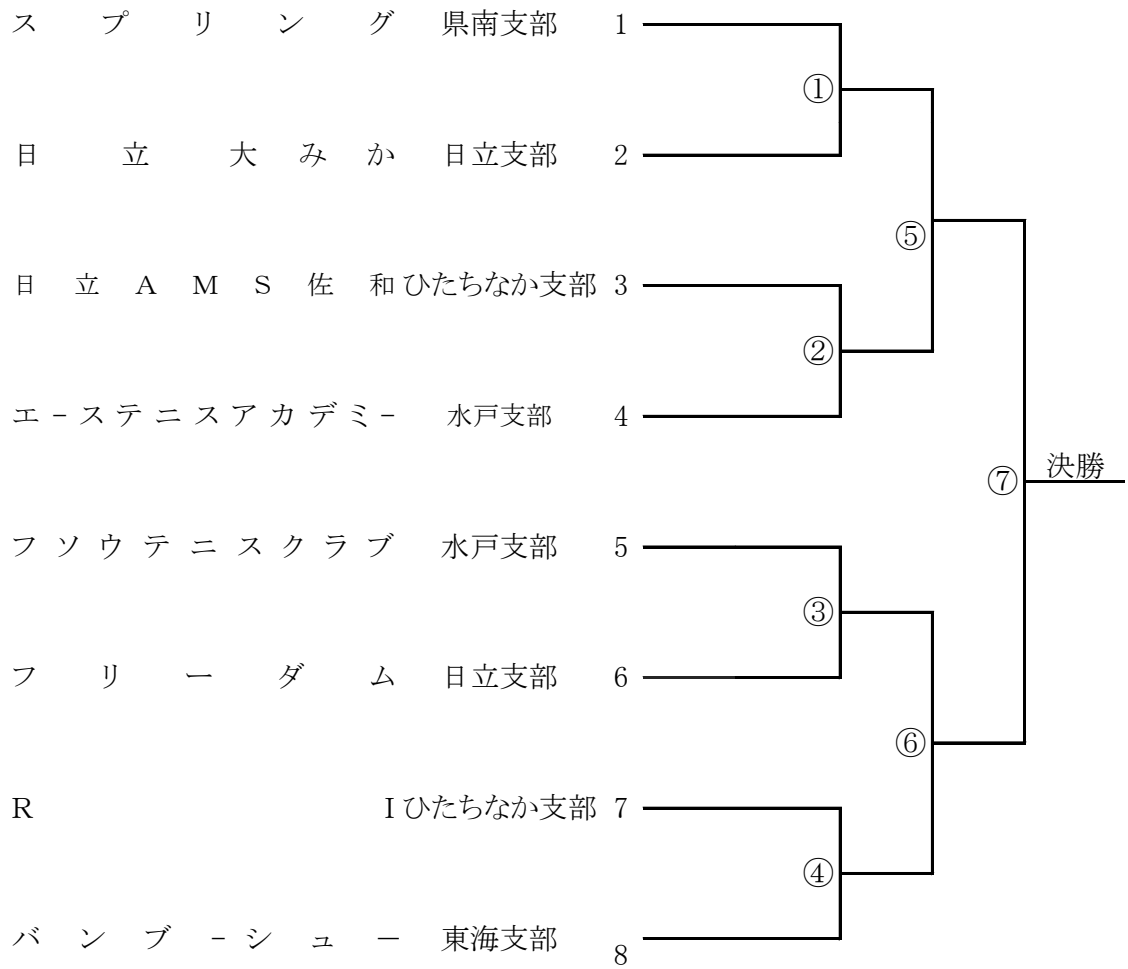 スプリング 県南支部 1
①
日立大みか 日立支部 2
⑤
日立AMS佐和 ひたちなか支部 3
②
エ-ステニスアカデミ- 水戸支部 4
⑦ 決勝
フソウテニスクラブ 水戸支部 5
③
フリーダム 日立支部 6
⑥
RI ひたちなか支部 7
④
バンブ-シュー 東海支部 8